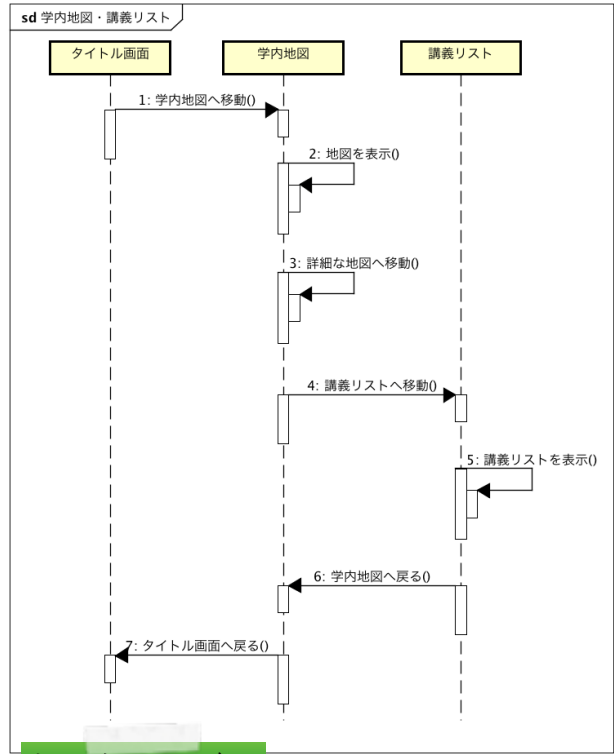 sd 学内地図・講義リスト
タイトル画面
学内地図
講義リスト
1: 学内地図へ移動()
2: 地図を表示()
3: 詳細な地図へ移動()
4: 講義リストへ移動()
5: 講義リストを表示()
6: 学内地図へ戻る()
7: タイトル画面へ戻る()